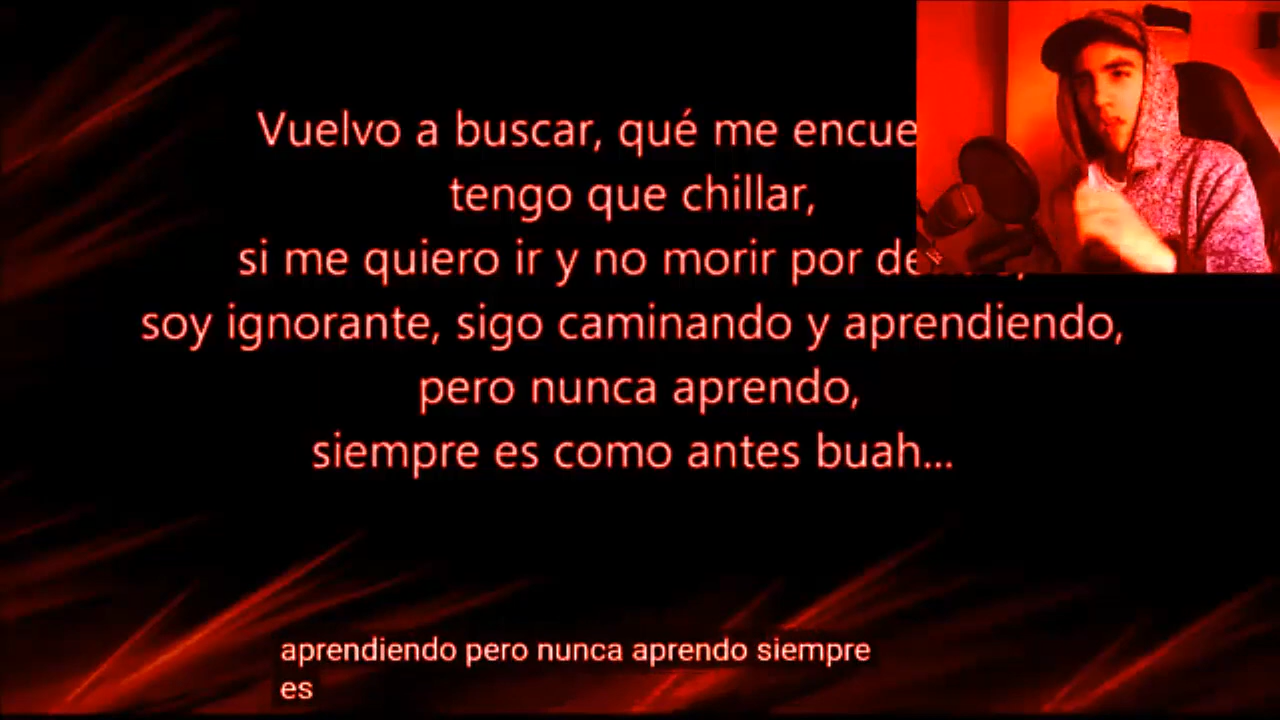 Vuelvo a buscar, qué me encue
tengo que chillar,
si me quiero ir y no morir por de
soy ignorante, sigo caminando y aprendiendo,
pero nunca aprendo,
siempre es como antes buah...
aprendiendo pero nunca aprendo siempre
es